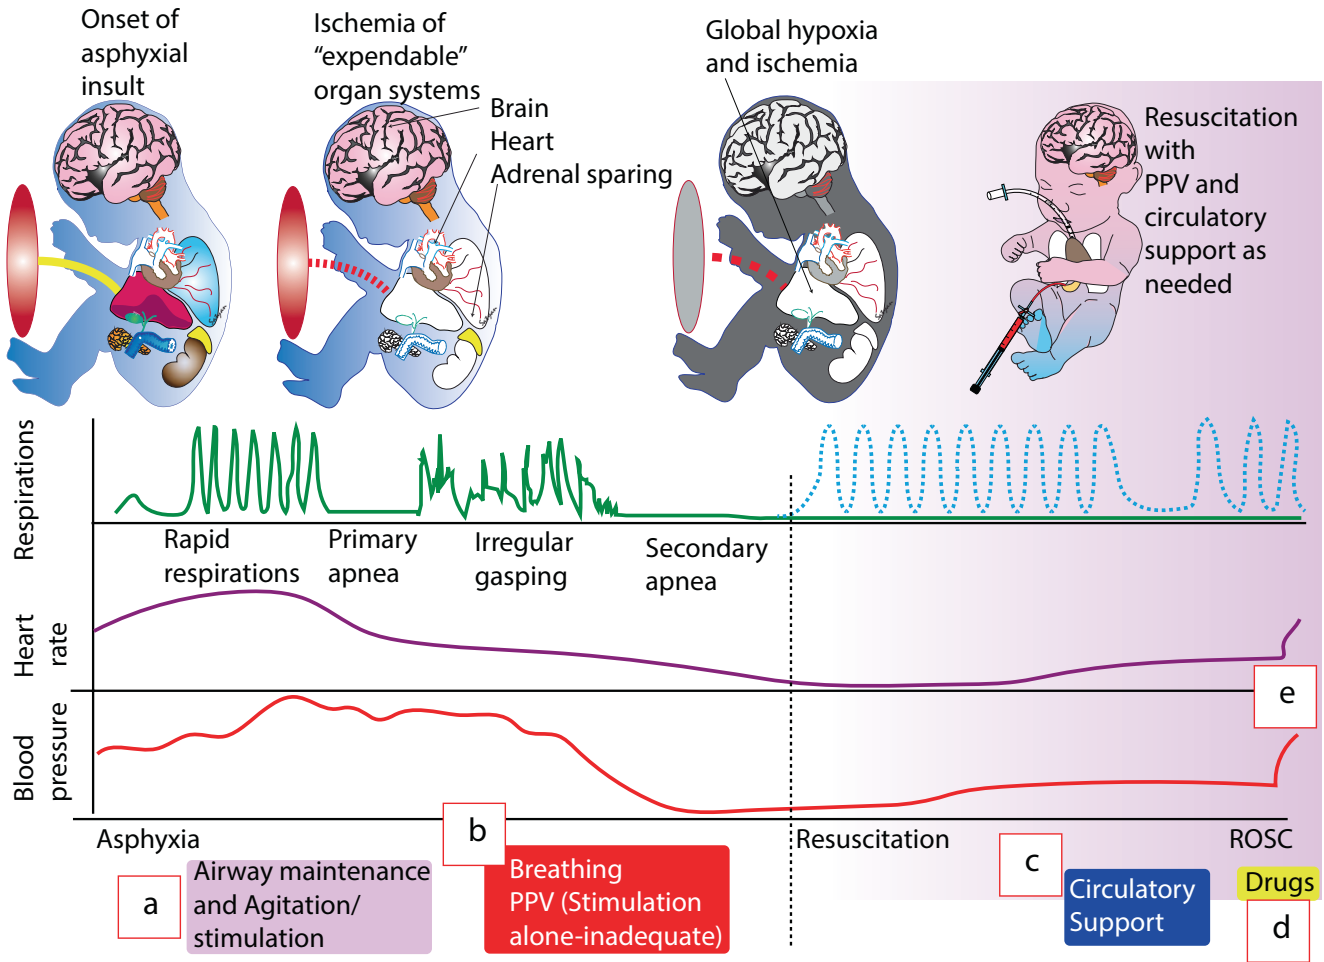 Onset of
asphyxial
insult
Ischemia of
“expendable”
organ systems
Brain
Heart
Adrenal sparing
Global hypoxia
and ischemia
Resuscitation
with
PPV and
circulatory
support as
needed
Respirations
Rapid
respirations
Primary
apnea
Irregular
gasping
Secondary
apnea
Heart
rate
Blood
pressure
e
Asphyxia
Resuscitation
ROSC
a
Airway maintenance
and Agitation/
stimulation
b
Breathing
PPV (Stimulation
alone-inadequate)
c
Circulatory
Support
Drugs
d